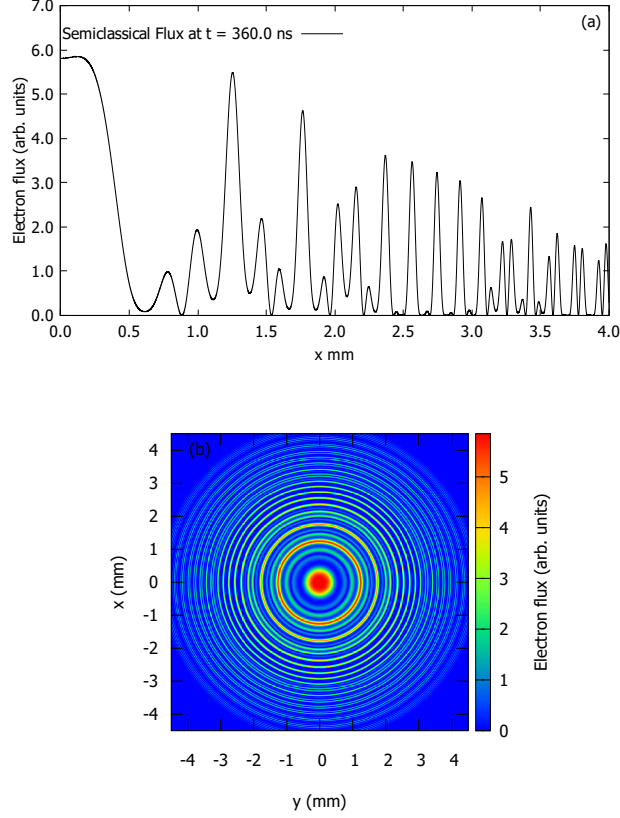 (a)
Semiclassical Flux at t = 360.0 ns
7.0
6.0
5.0
4.0
3.0
2.0
1.0
0.0
Electron flux (arb. units)
0.0 0.5 1.0 1.5 2.0 2.5 3.0 3.5 4.0
x mm
(b)
4
3
2
1
0
-1
-2
-3
-4
x (mm)
-4 -3 -2 -1 0 1 2 3 4
y (mm)
5
4
3
2
1
0
Electron flux (arb. units)